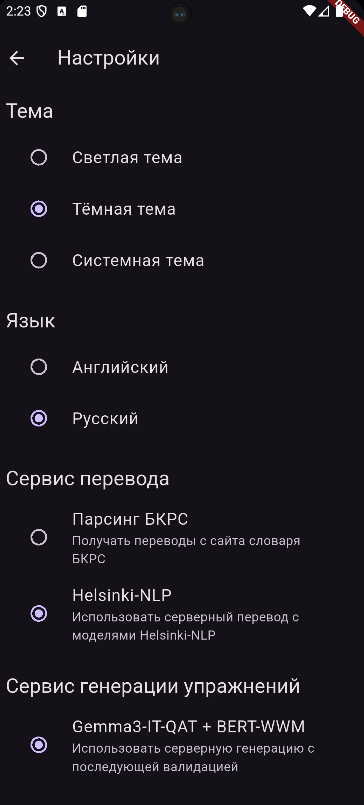 2:23
DEBUG
Настройки
Тема
Светлая тема
Тёмная тема
Системная тема
Язык
Английский
Русский
Сервис перевода
Парсинг БКРС
Получать переводы с сайта словаря
БКРС
Helsinki-NLP
Использовать серверный перевод с
моделями Helsinki-NLP
Сервис генерации упражнений
Gemma3-IT-QAT + BERT-WWM
Использовать серверную генерацию с
последующей валидацией